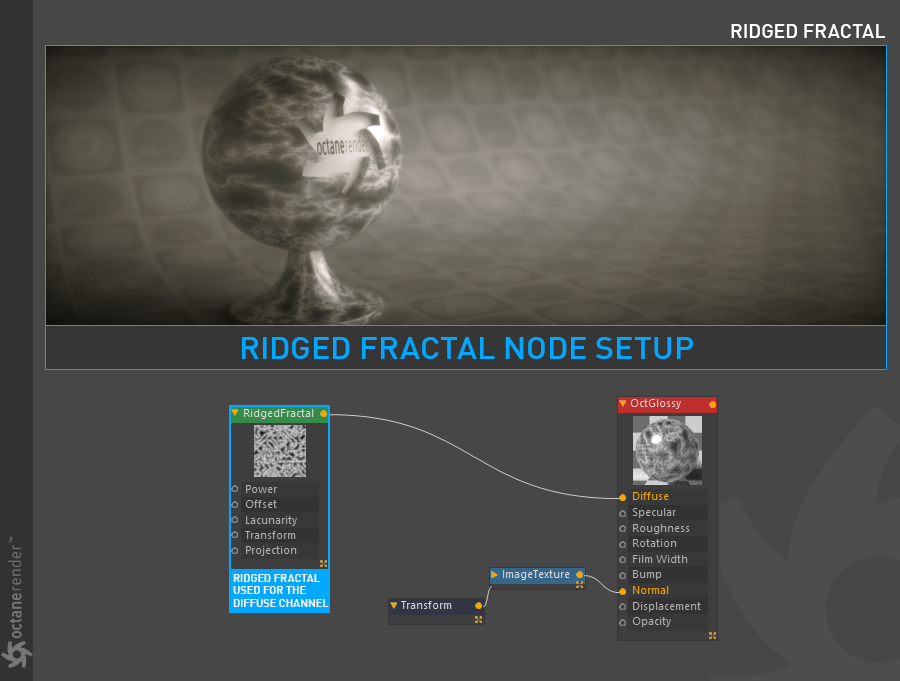 RIDGED FRACTAL
octanerender
RIDGED FRACTAL NODE SETUP
RidgedFractal
Power
Offset
Lacunarity
Transform
Projection
RIDGED FRACTAL
USED FOR THE
DIFFUSE CHANNEL
Transform
ImageTexture
OctGlossy
Diffuse
Specular
Roughness
Rotation
Film Width
Bump
Normal
Displacement
Opacity
octanerender™